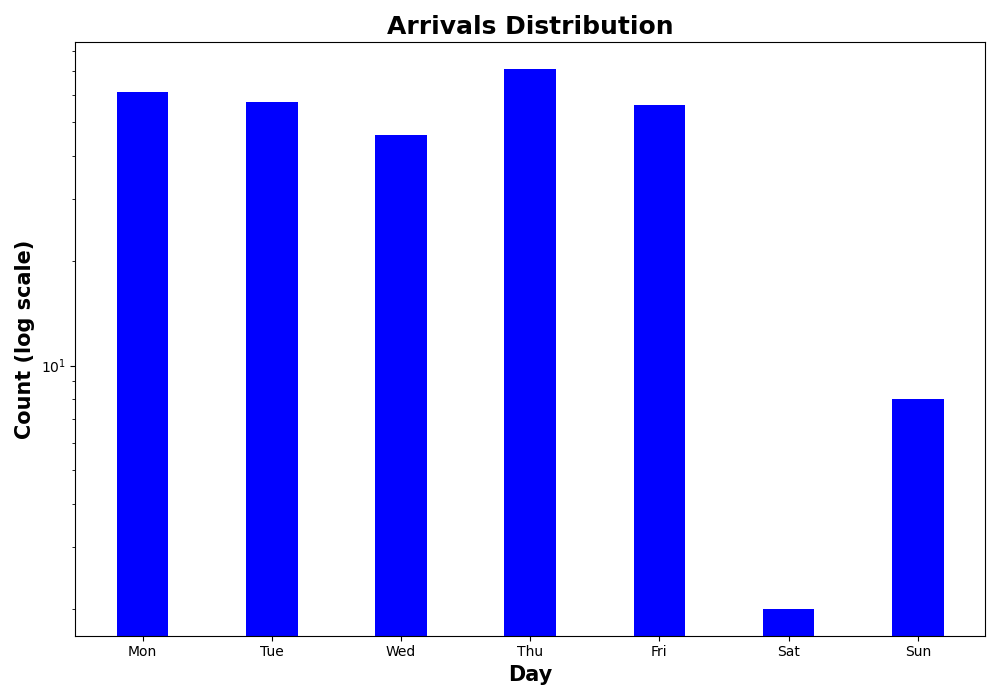 Arrivals Distribution
Count (log scale)
10¹
Mon Tue Wed Thu Fri Sat Sun
Day